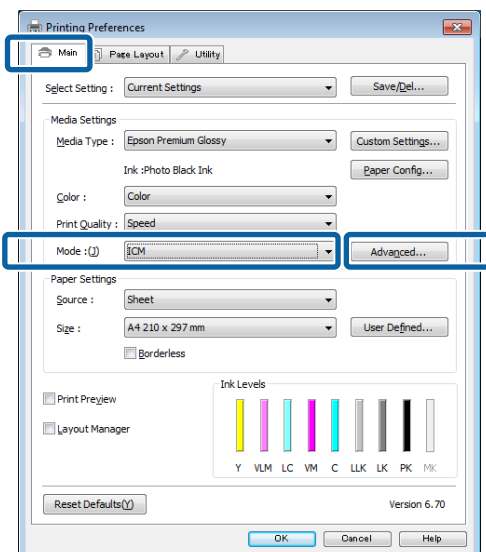 Printing Preferences
Main Page Layout Utility
Select Setting : Current Settings Save/Del...
Media Settings
Media Type : Epson Premium Glossy Custom Settings...
Ink :Photo Black Ink Paper Config...
Color : Color
Print Quality : Speed
Mode :(J) ICM Advanced...
Paper Settings
Source : Sheet
Size : A4 210 x 297 mm User Defined...
Borderless
Ink Levels
Print Preview
Layout Manager
Y VLM LC VM C LLK LK PK MK
Reset Defaults(Y) Version 6.70
OK Cancel Help